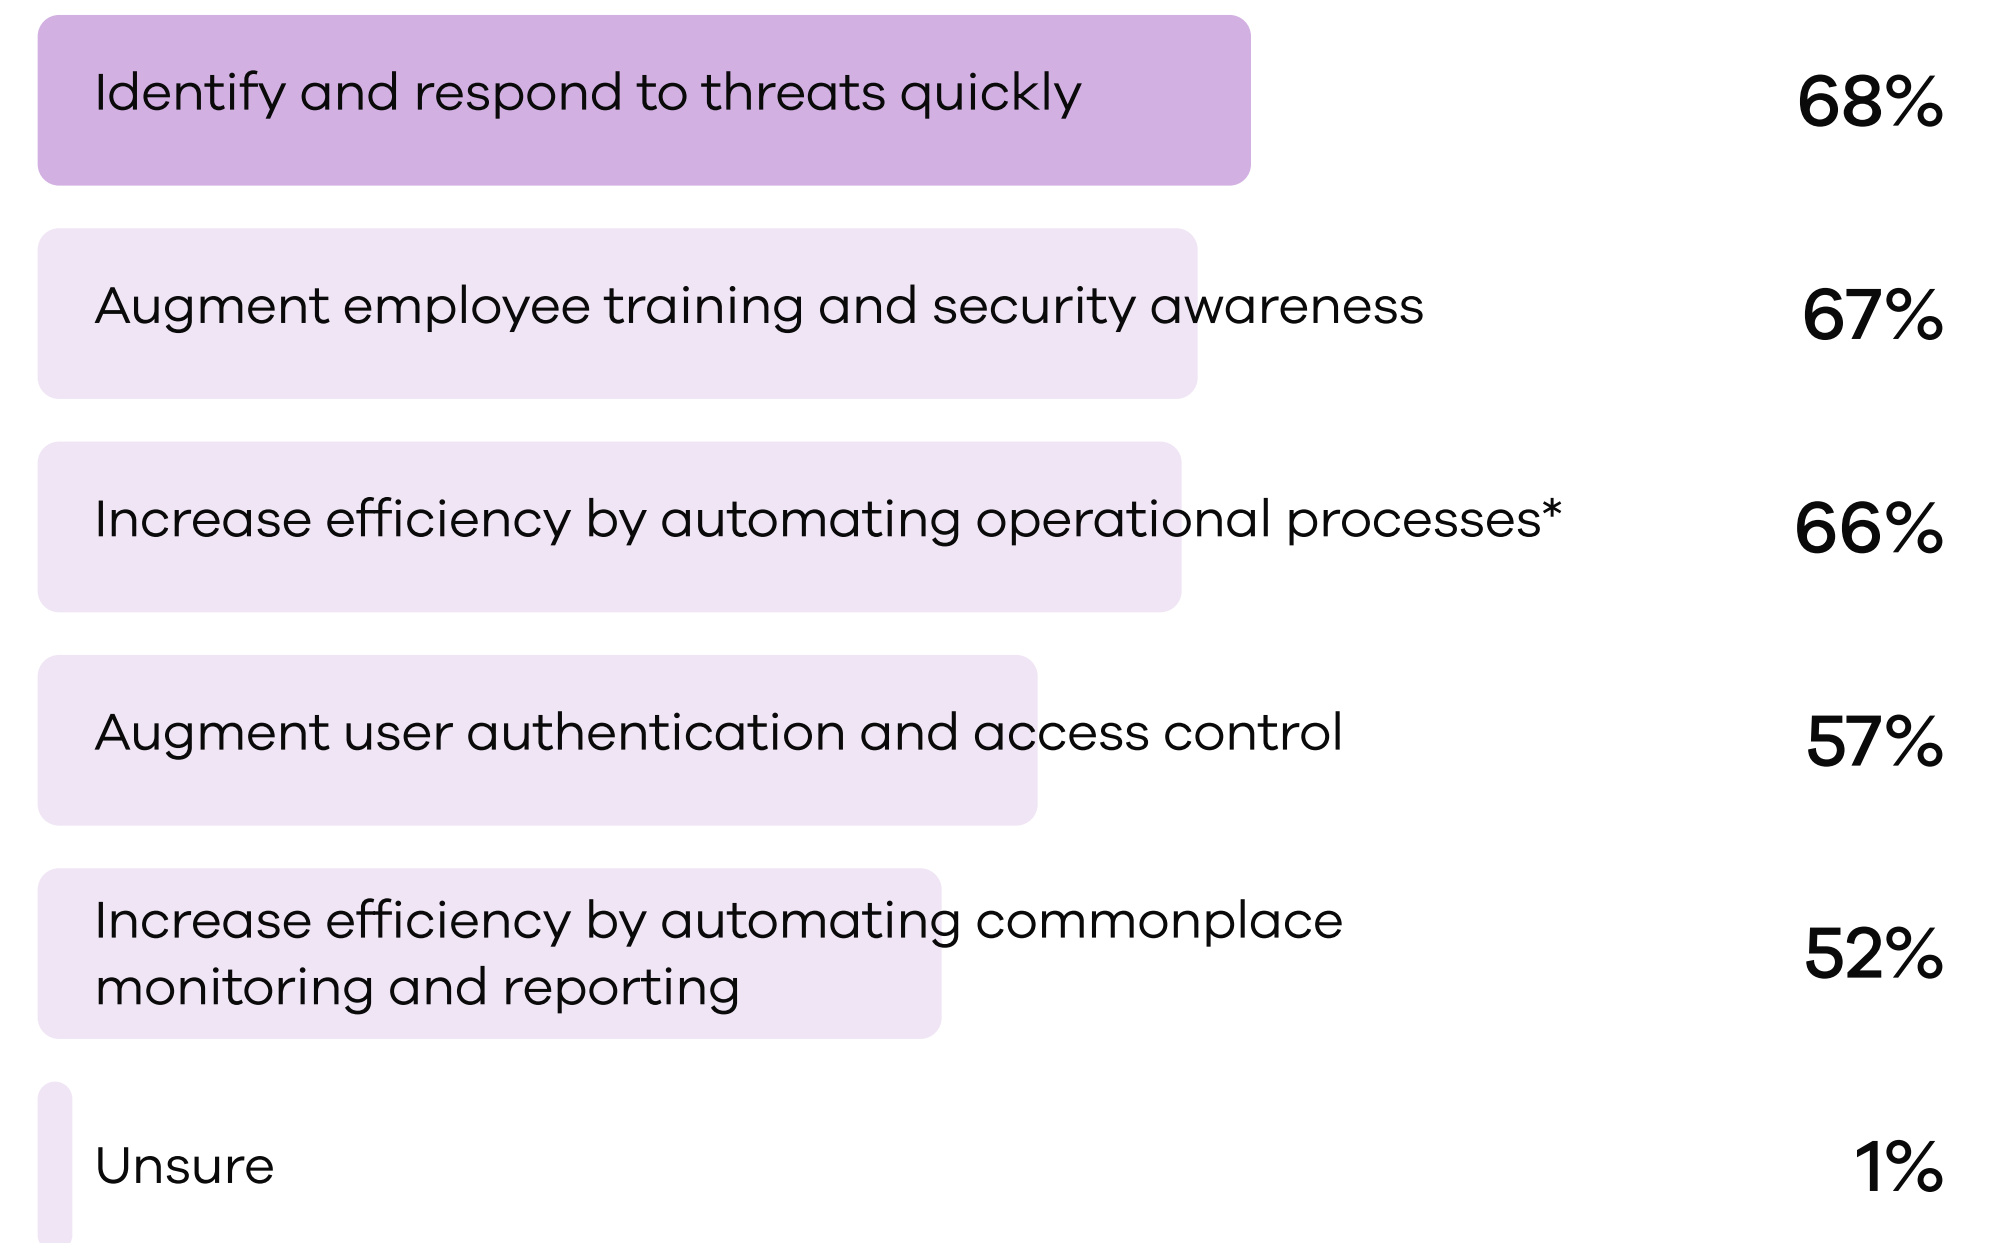 Identify and respond to threats quickly 68%
Augment employee training and security awareness 67%
Increase efficiency by automating operational processes* 66%
Augment user authentication and access control 57%
Increase efficiency by automating commonplace
monitoring and reporting 52%
Unsure 1%